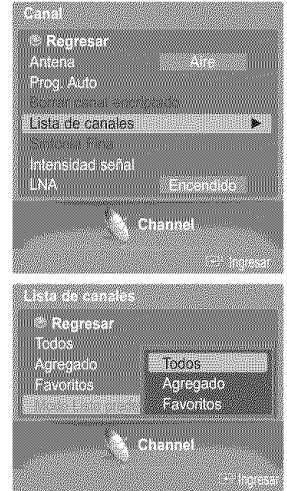 Canal
Regresar
Antena Aire
Prog. Auto
Borrar canal encriptado
Lista de canales
Sintonía Fina
Intensidad señal
LNA Encendido
Channel
Ingresar
Lista de canales
Regresar
Todos
Agregado
Favoritos
Todos
Agregado
Favoritos
Channel
Ingresar